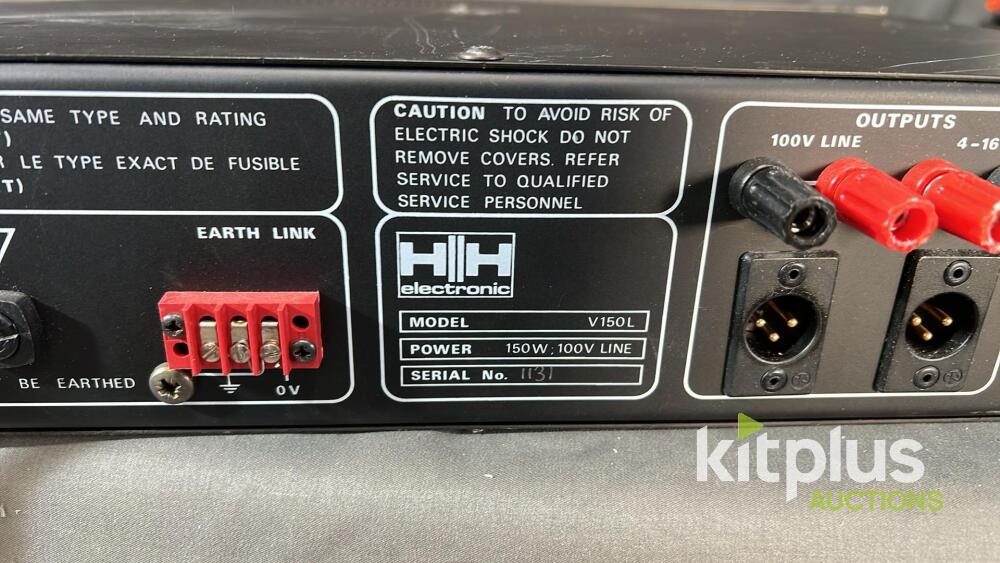 SAME TYPE AND RATING
LE TYPE EXACT DE FUSIBLE
EARTH LINK
BE EARTHED
0V
CAUTION TO AVOID RISK OF
ELECTRIC SHOCK DO NOT
REMOVE COVERS. REFER
SERVICE TO QUALIFIED
SERVICE PERSONNEL
HH
electronic
MODEL V150L
POWER 150W; 100V LINE
SERIAL No. 1131
OUTPUTS
100V LINE 4-16
kitplus
AUCTIONS